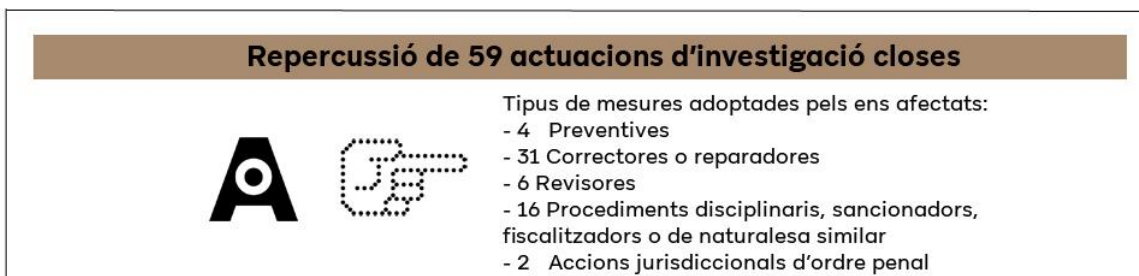 Repercussió de 59 actuacions d'investigació closes
Tipus de mesures adoptades pels ens afectats:
- 4 Preventives
- 31 Correctores o reparadores
- 6 Revisores
- 16 Procediments disciplinaris, sancionadors,
fiscalitzadors o de naturalesa similar
- 2 Accions jurisdiccionals d'ordre penal